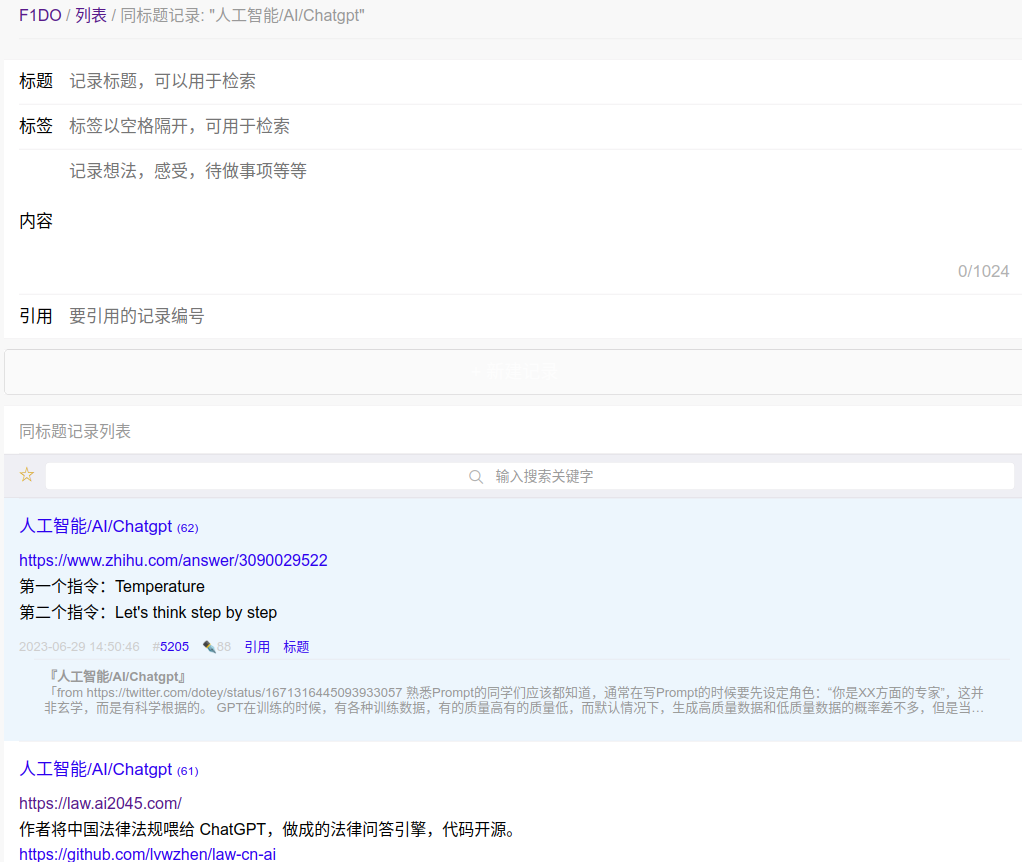 F1DO / 列表 / 同标题记录: "人工智能/AI/Chatgpt"
标题 记录标题，可以用于检索
标签 标签以空格隔开，可用于检索
记录想法，感受，待做事项等等
内容
0/1024
引用 要引用的记录编号
同标题记录列表
☆ 输入搜索关键字
人工智能/AI/Chatgpt (62)
https://www.zhihu.com/answer/3090029522
第一个指令：Temperature
第二个指令：Let's think step by step
2023-06-29 14:50:46 #5205 ✒88 引用 标题
『人工智能/AI/Chatgpt』
「from https://twitter.com/dotey/status/1671316445093933057 熟悉Prompt的同学们应该都知道，通常在写Prompt的时候要先设定角色：“你是XX方面的专家”，这并
非玄学，而是有科学根据的。 GPT在训练的时候，有各种训练数据，有的质量高有的质量低，而默认情况下，生成高质量数据和低质量数据的概率差不多，但是当…
人工智能/AI/Chatgpt (61)
https://law.ai2045.com/
作者将中国法律法规喂给 ChatGPT，做成的法律问答引擎，代码开源。
https://github.com/lvwzhen/law-cn-ai